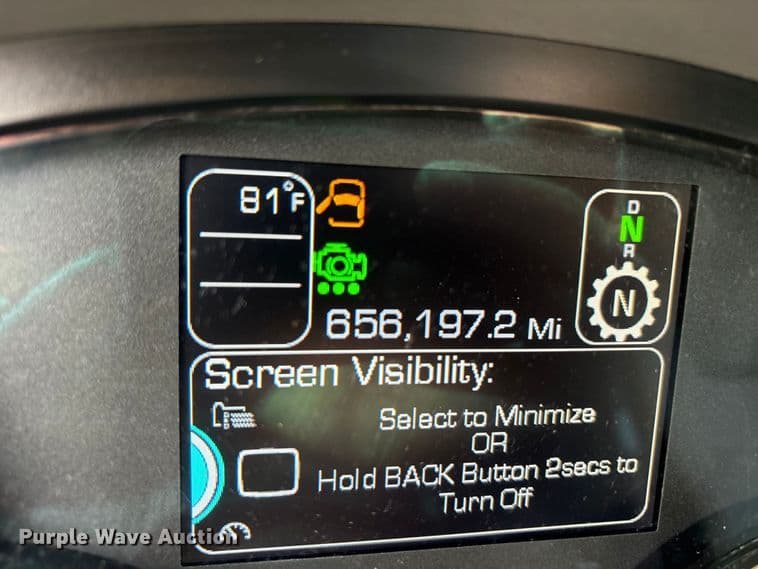 81°F
D
N
R
N
656,197.2 Mi
Screen Visibility:
Select to Minimize
OR
Hold BACK Button 2secs to
Turn Off
Purple Wave Auction